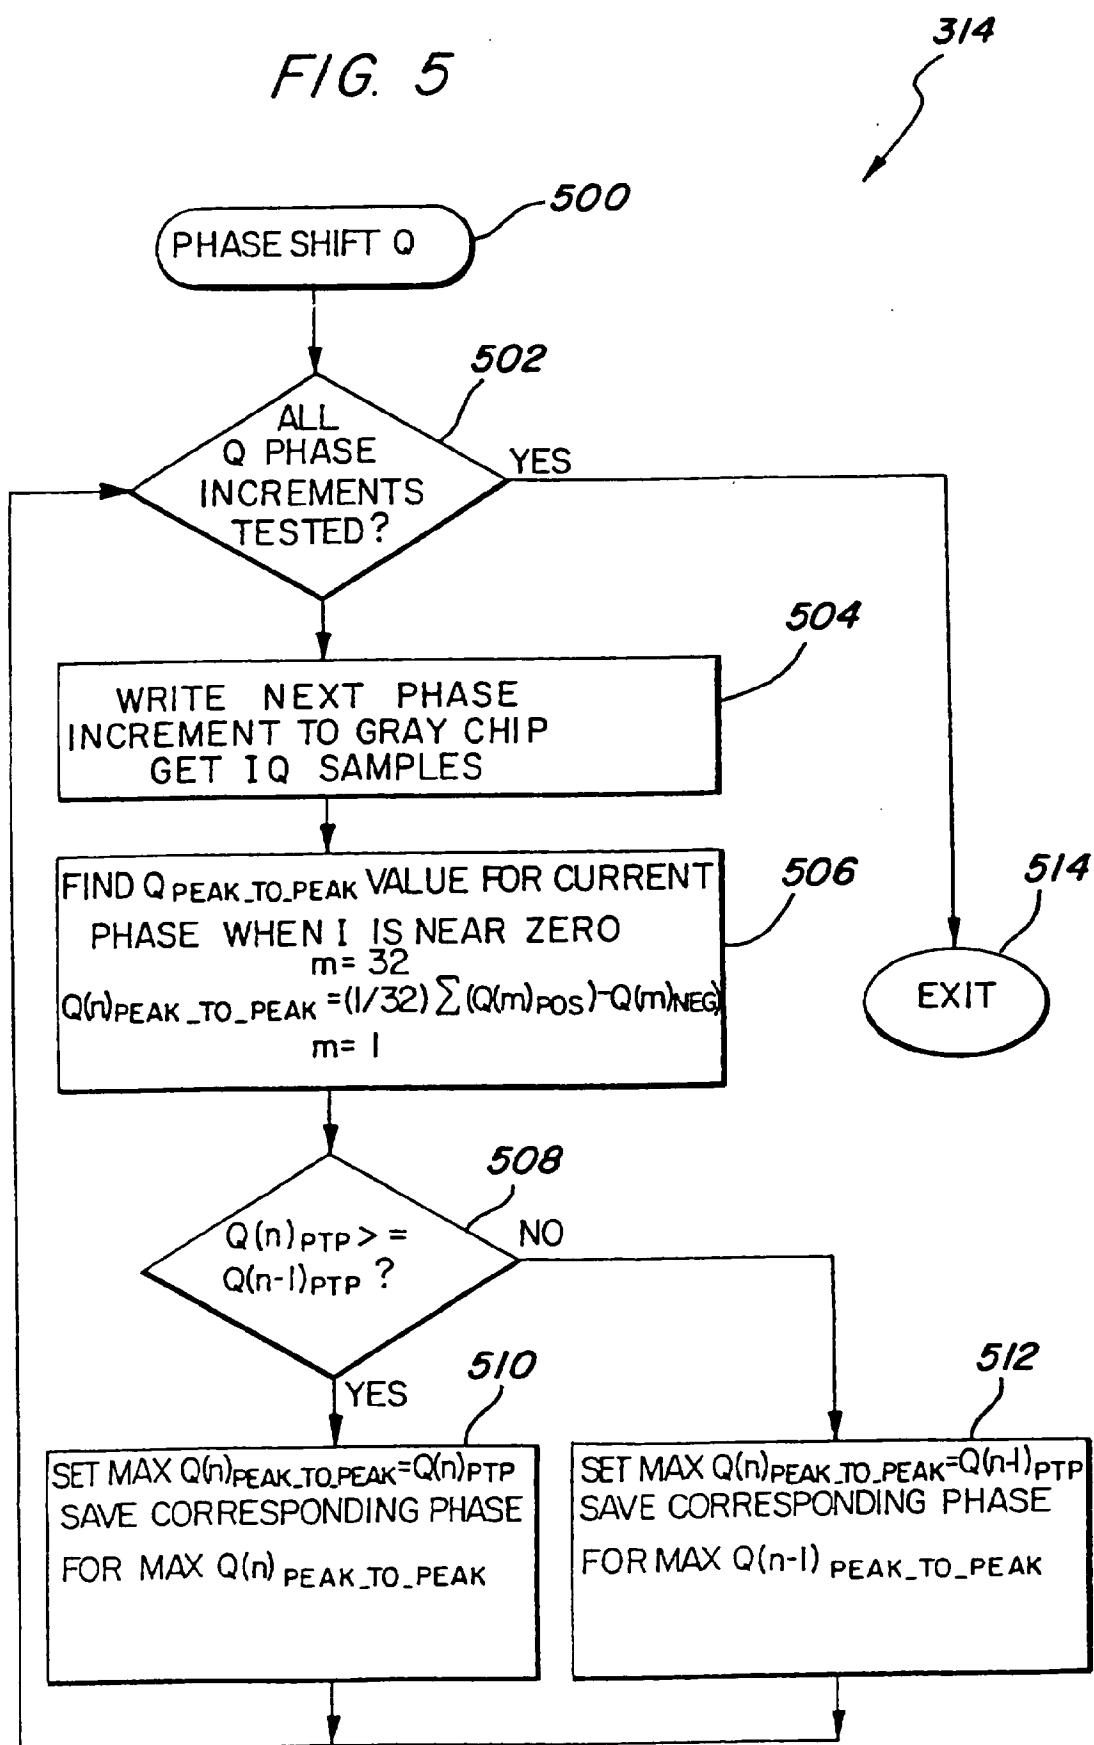 FIG. 5
314
500
PHASE SHIFT Q
502
ALL
Q PHASE
INCREMENTS
TESTED?
YES
504
WRITE NEXT PHASE
INCREMENT TO GRAY CHIP
GET IQ SAMPLES
506
FIND Q PEAK_TO_PEAK VALUE FOR CURRENT
PHASE WHEN I IS NEAR ZERO
m= 32
Q(n)PEAK_TO_PEAK =(1/32) ∑(Q(m)POS)-Q(m)NEG)
m= 1
514
EXIT
508
Q(n)PTP > =
Q(n-1)PTP ?
NO
YES
510
SET MAX Q(n)PEAK_TO_PEAK=Q(n)PTP
SAVE CORRESPONDING PHASE
FOR MAX Q(n) PEAK_TO_PEAK
512
SET MAX Q(n)PEAK_TO_PEAK=Q(n-1)PTP
SAVE CORRESPONDING PHASE
FOR MAX Q(n-1) PEAK_TO_PEAK